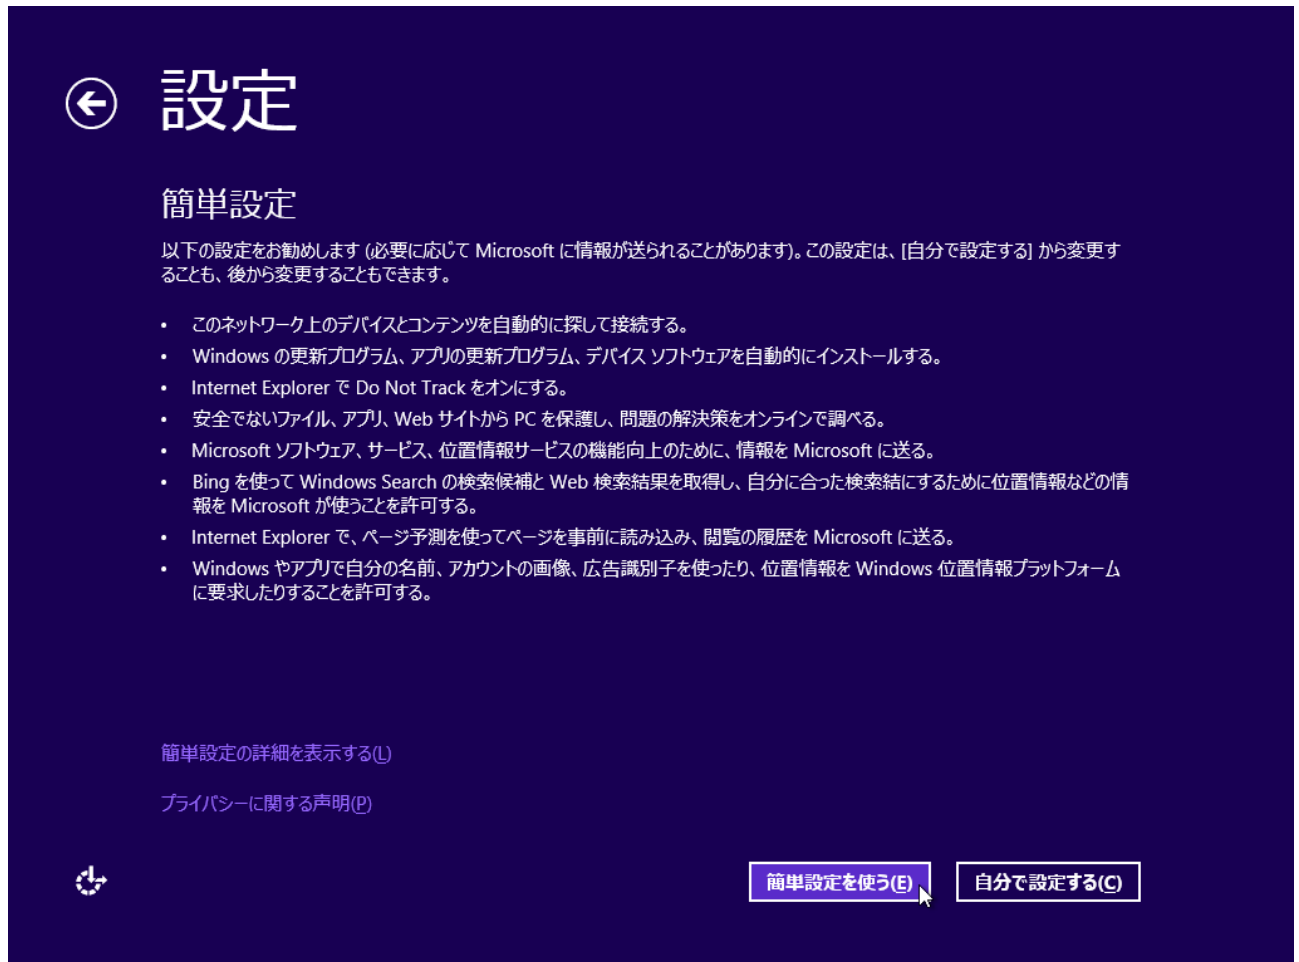 設定
簡単設定
以下の設定をお勧めします (必要に応じて Microsoft に情報が送られることがあります)。この設定は、[自分で設定する] から変更す
ることも、後から変更することもできます。
• このネットワーク上のデバイスとコンテンツを自動的に探して接続する。
• Windows の更新プログラム、アプリの更新プログラム、デバイス ソフトウェアを自動的にインストールする。
• Internet Explorer で Do Not Track をオンにする。
• 安全でないファイル、アプリ、Web サイトから PC を保護し、問題の解決策をオンラインで調べる。
• Microsoft ソフトウェア、サービス、位置情報サービスの機能向上のために、情報を Microsoft に送る。
• Bing を使って Windows Search の検索候補と Web 検索結果を取得し、自分に合った検索結にするために位置情報などの情
報を Microsoft が使うことを許可する。
• Internet Explorer で、ページ予測を使ってページを事前に読み込み、閲覧の履歴を Microsoft に送る。
• Windows やアプリで自分の名前、アカウントの画像、広告識別子を使ったり、位置情報を Windows 位置情報プラットフォーム
に要求したりすることを許可する。
簡単設定の詳細を表示する(L)
プライバシーに関する声明(P)
簡単設定を使う(E)
自分で設定する(C)